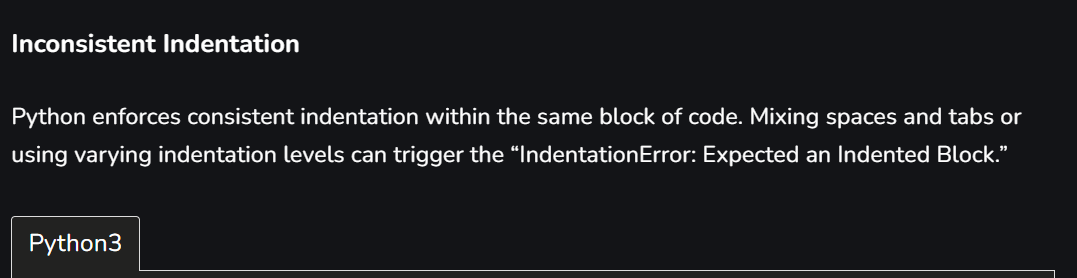 Inconsistent Indentation
Python enforces consistent indentation within the same block of code. Mixing spaces and tabs or
using varying indentation levels can trigger the “IndentationError: Expected an Indented Block.”
Python3